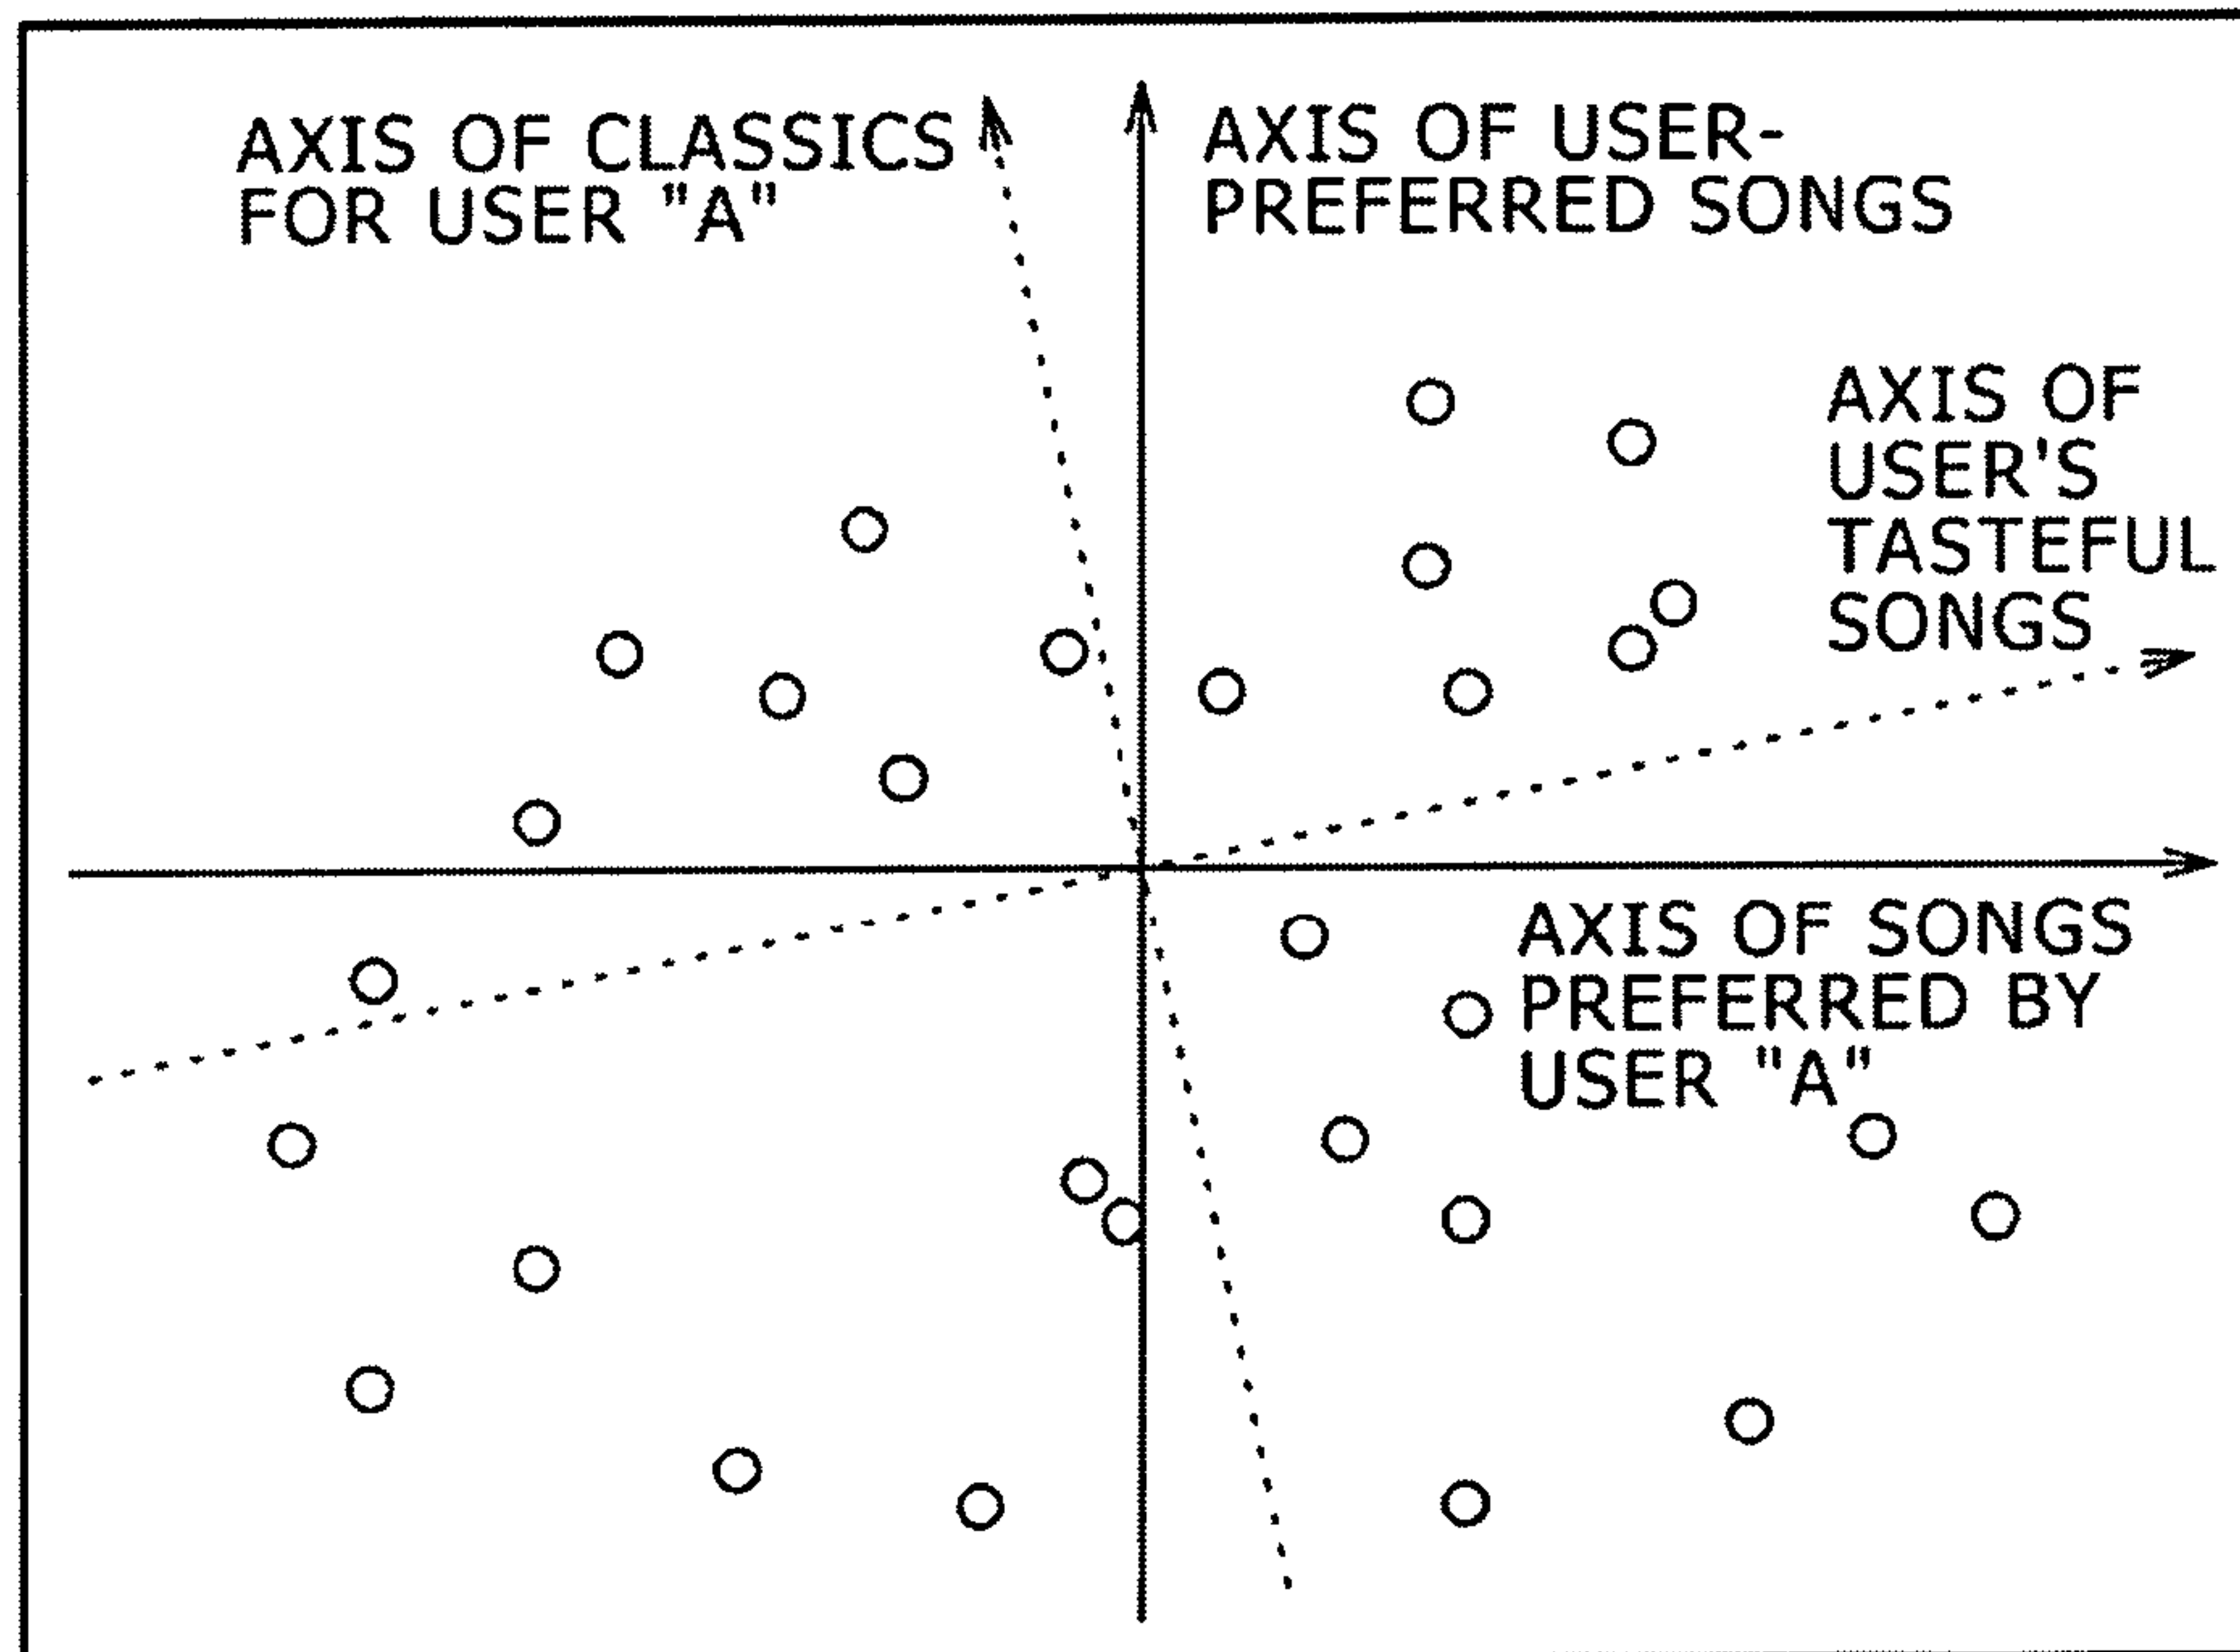 AXIS OF CLASSICS
FOR USER "A"
AXIS OF USER-
PREFERRED SONGS
AXIS OF
USER'S
TASTEFUL
SONGS
AXIS OF SONGS
PREFERRED BY
USER "A"